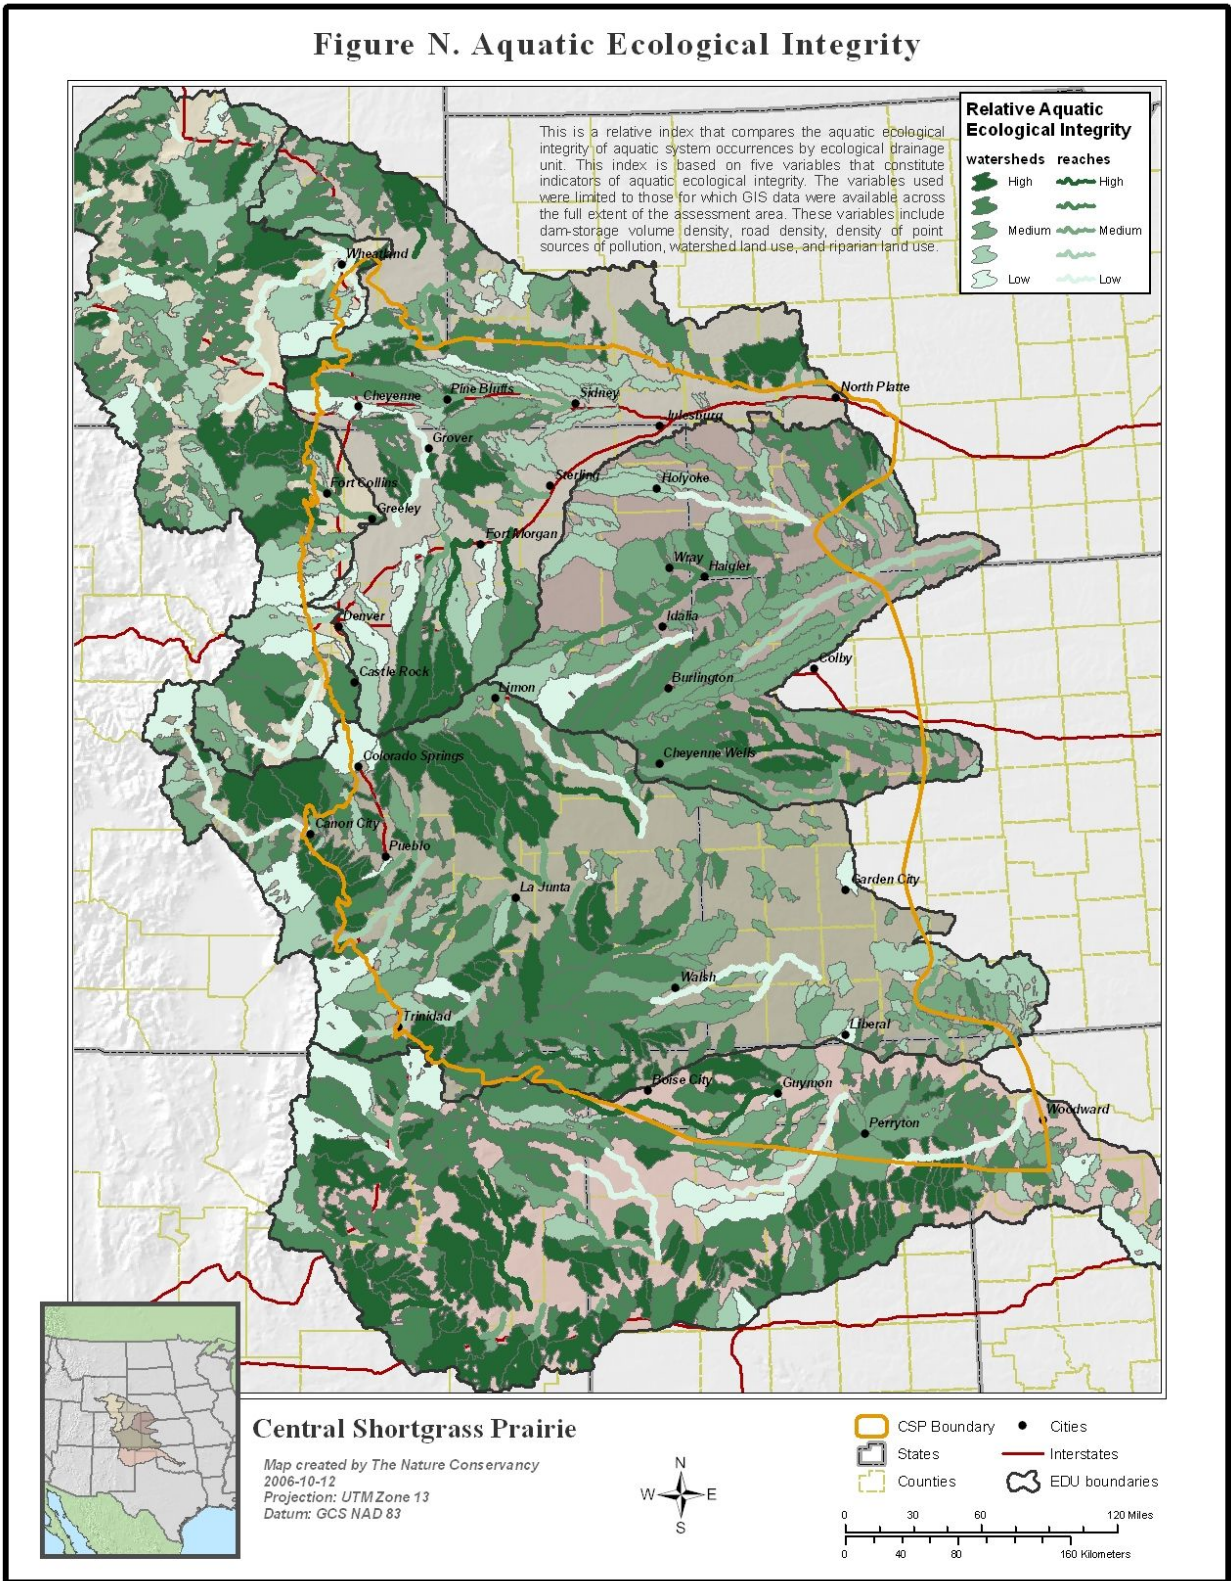 Figure N. Aquatic Ecological Integrity
This is a relative index that compares the aquatic ecological
integrity of aquatic system occurrences by ecological drainage
unit. This index is based on five variables that constitute
indicators of aquatic ecological integrity. The variables used
were limited to those for which GIS data were available across
the full extent of the assessment area. These variables include
dam-storage volume density, road density, density of point
sources of pollution, watershed land use, and riparian land use.
Relative Aquatic
Ecological Integrity
watersheds reaches
High High
Medium Medium
Low Low
Wheatland
North Platte
Pine Bluffs
Sidney
Cheyenne
Julesburg
Grover
Sterling
Holyoke
Fort Collins
Greeley
Fort Morgan
Wray
Haigler
Denver
Idalia
Colby
Castle Rock
Burlington
Limon
Cheyenne Wells
Colorado Springs
Canon City
Pueblo
Garden City
La Junta
Walsh
Trinidad
Liberal
Boise City
Guymon
Woodward
Perryton
Central Shortgrass Prairie
Map created by The Nature Conservancy
2006-10-12
Projection: UTM Zone 13
Datum: GCS NAD 83
N
W E
S
CSP Boundary Cities
States Interstates
Counties EDU boundaries
0 30 60 120 Miles
0 40 80 160 Kilometers